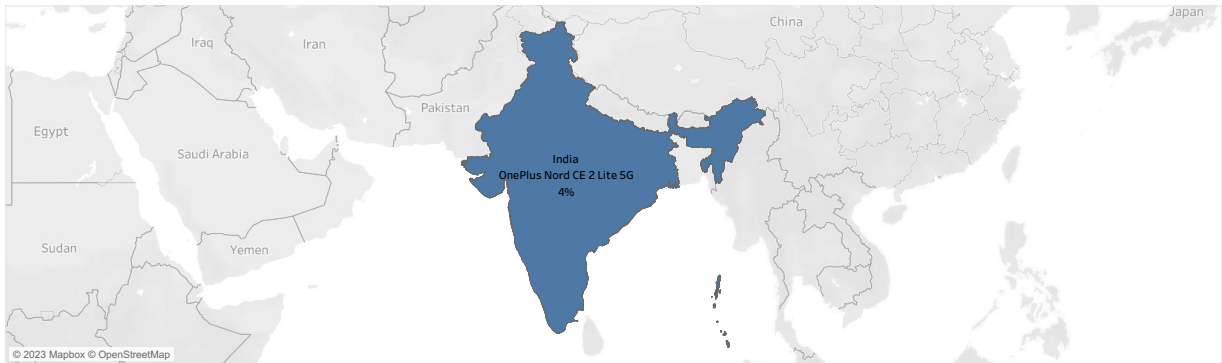 China
Japan
Iraq
Iran
Pakistan
Egypt
Saudi Arabia
India
OnePlus Nord CE 2 Lite 5G
4%
Sudan
Yemen
© 2023 Mapbox © OpenStreetMap